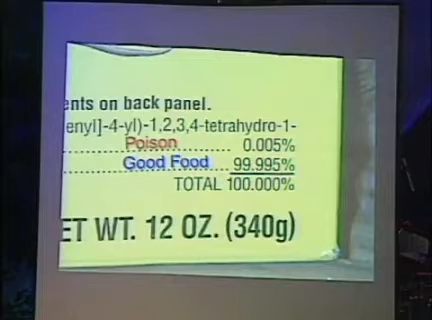 ents on back panel.
enyl]-4-yl)-1,2,3,4-tetrahydro-1-
Poison 0.005%
Good Food 99.995%
TOTAL 100.000%
ET WT. 12 OZ. (340g)